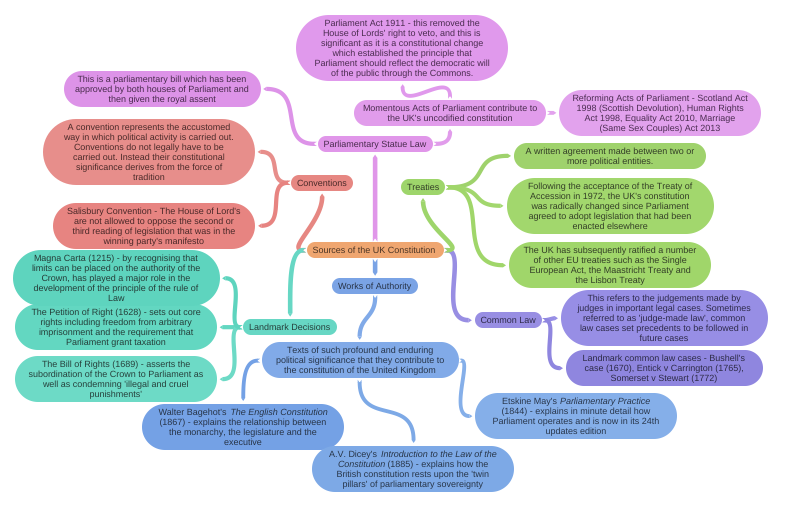 Parliament Act 1911 - this removed the
House of Lords' right to veto, and this is
significant as it is a constitutional change
which established the principle that
Parliament should reflect the democratic will
of the public through the Commons.
This is a parliamentary bill which has been
approved by both houses of Parliament and
then given the royal assent
Momentous Acts of Parliament contribute to
the UK's uncodified constitution
Reforming Acts of Parliament - Scotland Act
1998 (Scottish Devolution), Human Rights
Act 1998, Equality Act 2010, Marriage
(Same Sex Couples) Act 2013
Parliamentary Statue Law
A convention represents the accustomed
way in which political activity is carried out.
Conventions do not legally have to be
carried out. Instead their constitutional
significance derives from the force of
tradition
Conventions
Salisbury Convention - The House of Lord's
are not allowed to oppose the second or
third reading of legislation that was in the
winning party's manifesto
Treaties
A written agreement made between two or
more political entities.
Following the acceptance of the Treaty of
Accession in 1972, the UK's constitution
was radically changed since Parliament
agreed to adopt legislation that had been
enacted elsewhere
The UK has subsequently ratified a number
of other EU treaties such as the Single
European Act, the Maastricht Treaty and
the Lisbon Treaty
Sources of the UK Constitution
Magna Carta (1215) - by recognising that
limits can be placed on the authority of the
Crown, has played a major role in the
development of the principle of the rule of
Law
The Petition of Right (1628) - sets out core
rights including freedom from arbitrary
imprisonment and the requirement that
Parliament grant taxation
The Bill of Rights (1689) - asserts the
subordination of the Crown to Parliament as
well as condemning 'illegal and cruel
punishments'
Landmark Decisions
Works of Authority
Common Law
This refers to the judgements made by
judges in important legal cases. Sometimes
referred to as 'judge-made law', common
law cases set precedents to be followed in
future cases
Landmark common law cases - Bushell's
case (1670), Entick v Carrington (1765),
Somerset v Stewart (1772)
Texts of such profound and enduring
political significance that they contribute to
the constitution of the United Kingdom
Walter Bagehot's The English Constitution
(1867) - explains the relationship between
the monarchy, the legislature and the
executive
Etskine May's Parliamentary Practice
(1844) - explains in minute detail how
Parliament operates and is now in its 24th
updates edition
A.V. Dicey's Introduction to the Law of the
Constitution (1885) - explains how the
British constitution rests upon the 'twin
pillars' of parliamentary sovereignty